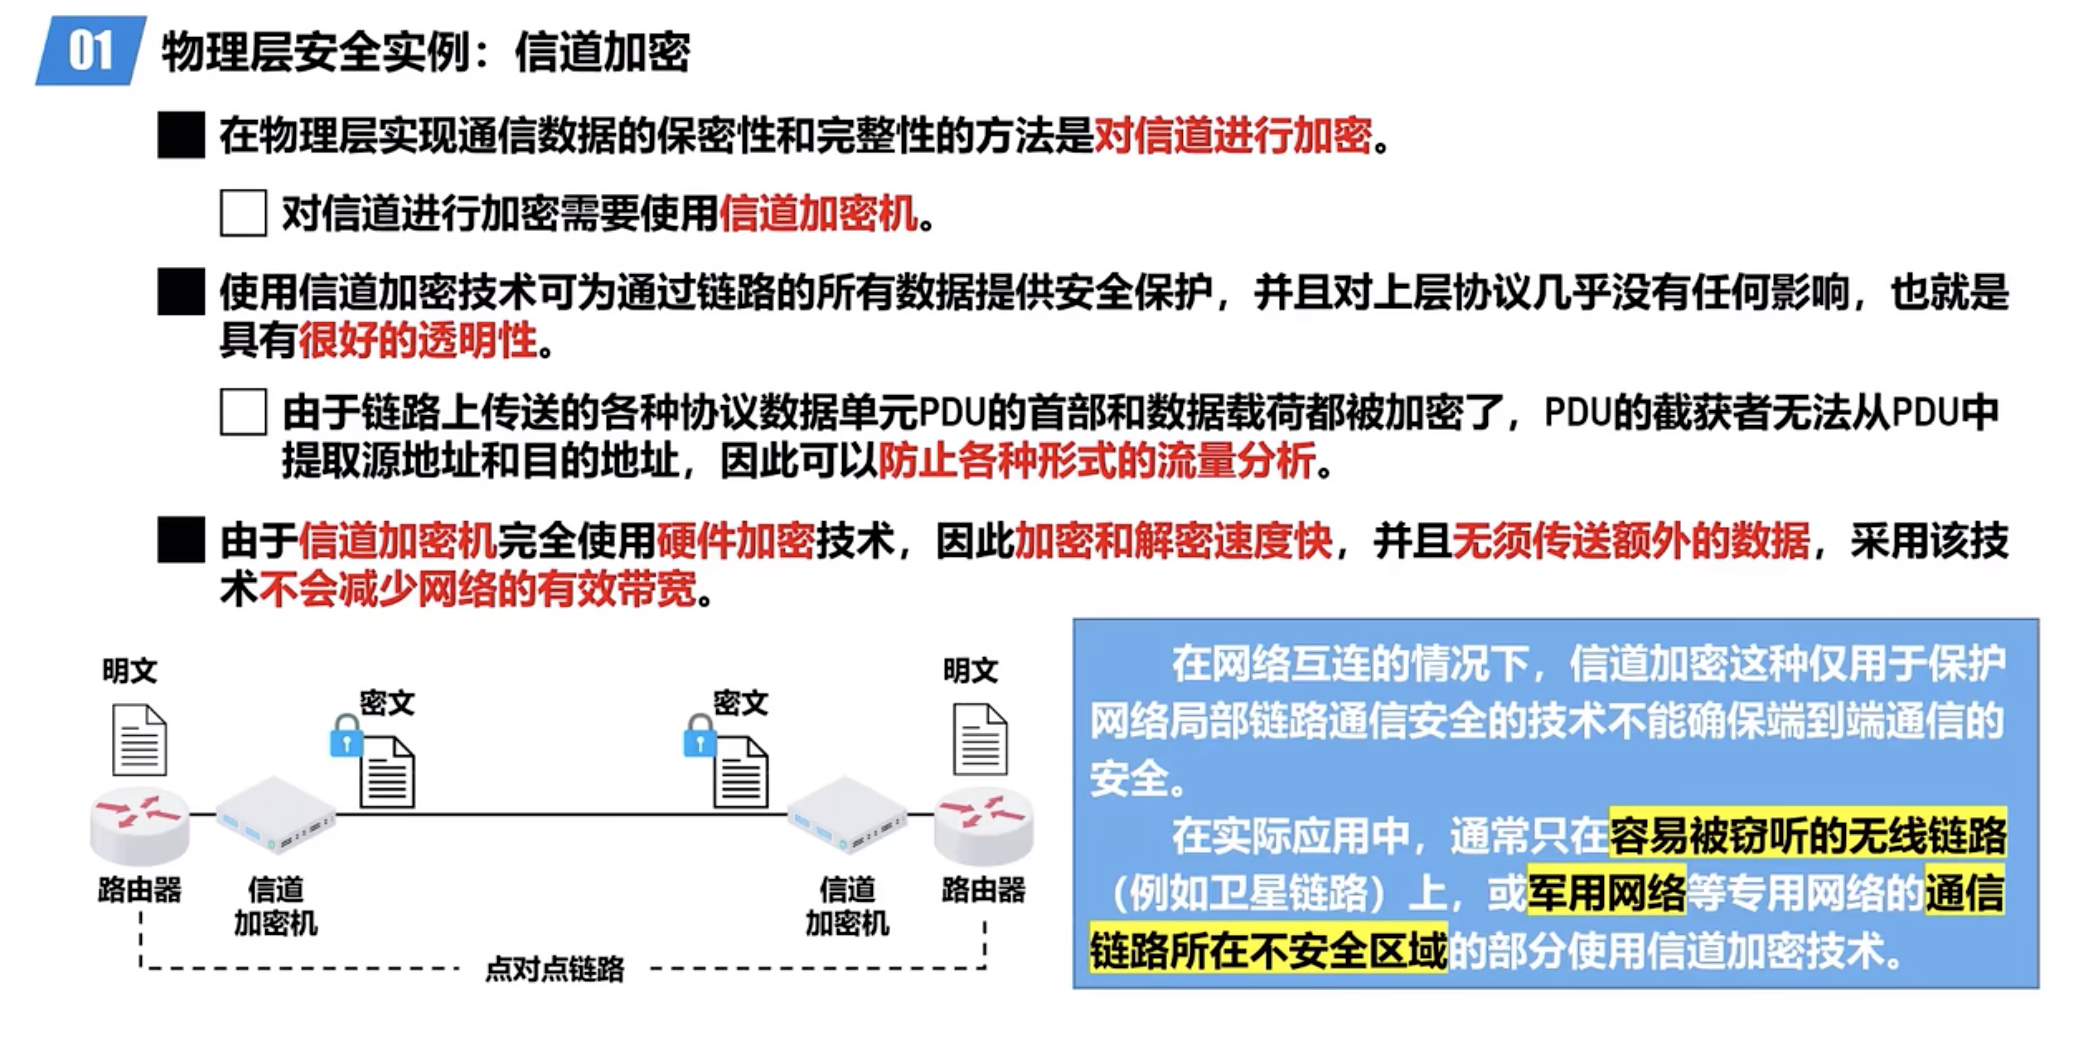 01 物理层安全实例：信道加密
在物理层实现通信数据的保密性和完整性的方法是对信道进行加密。
对信道进行加密需要使用信道加密机。
使用信道加密技术可为通过链路的所有数据提供安全保护，并且对上层协议几乎没有任何影响，也就是
具有很好的透明性。
由于链路上传送的各种协议数据单元PDU的首部和数据载荷都被加密了，PDU的截获者无法从PDU中
提取源地址和目的地址，因此可以防止各种形式的流量分析。
由于信道加密机完全使用硬件加密技术，因此加密和解密速度快，并且无须传送额外的数据，采用该技
术不会减少网络的有效带宽。
明文
密文
密文
明文
路由器
信道
加密机
信道
加密机
路由器
点对点链路
在网络互连的情况下，信道加密这种仅用于保护
网络局部链路通信安全的技术不能确保端到端通信的
安全。
在实际应用中，通常只在容易被窃听的无线链路
（例如卫星链路）上，或军用网络等专用网络的通信
链路所在不安全区域的部分使用信道加密技术。